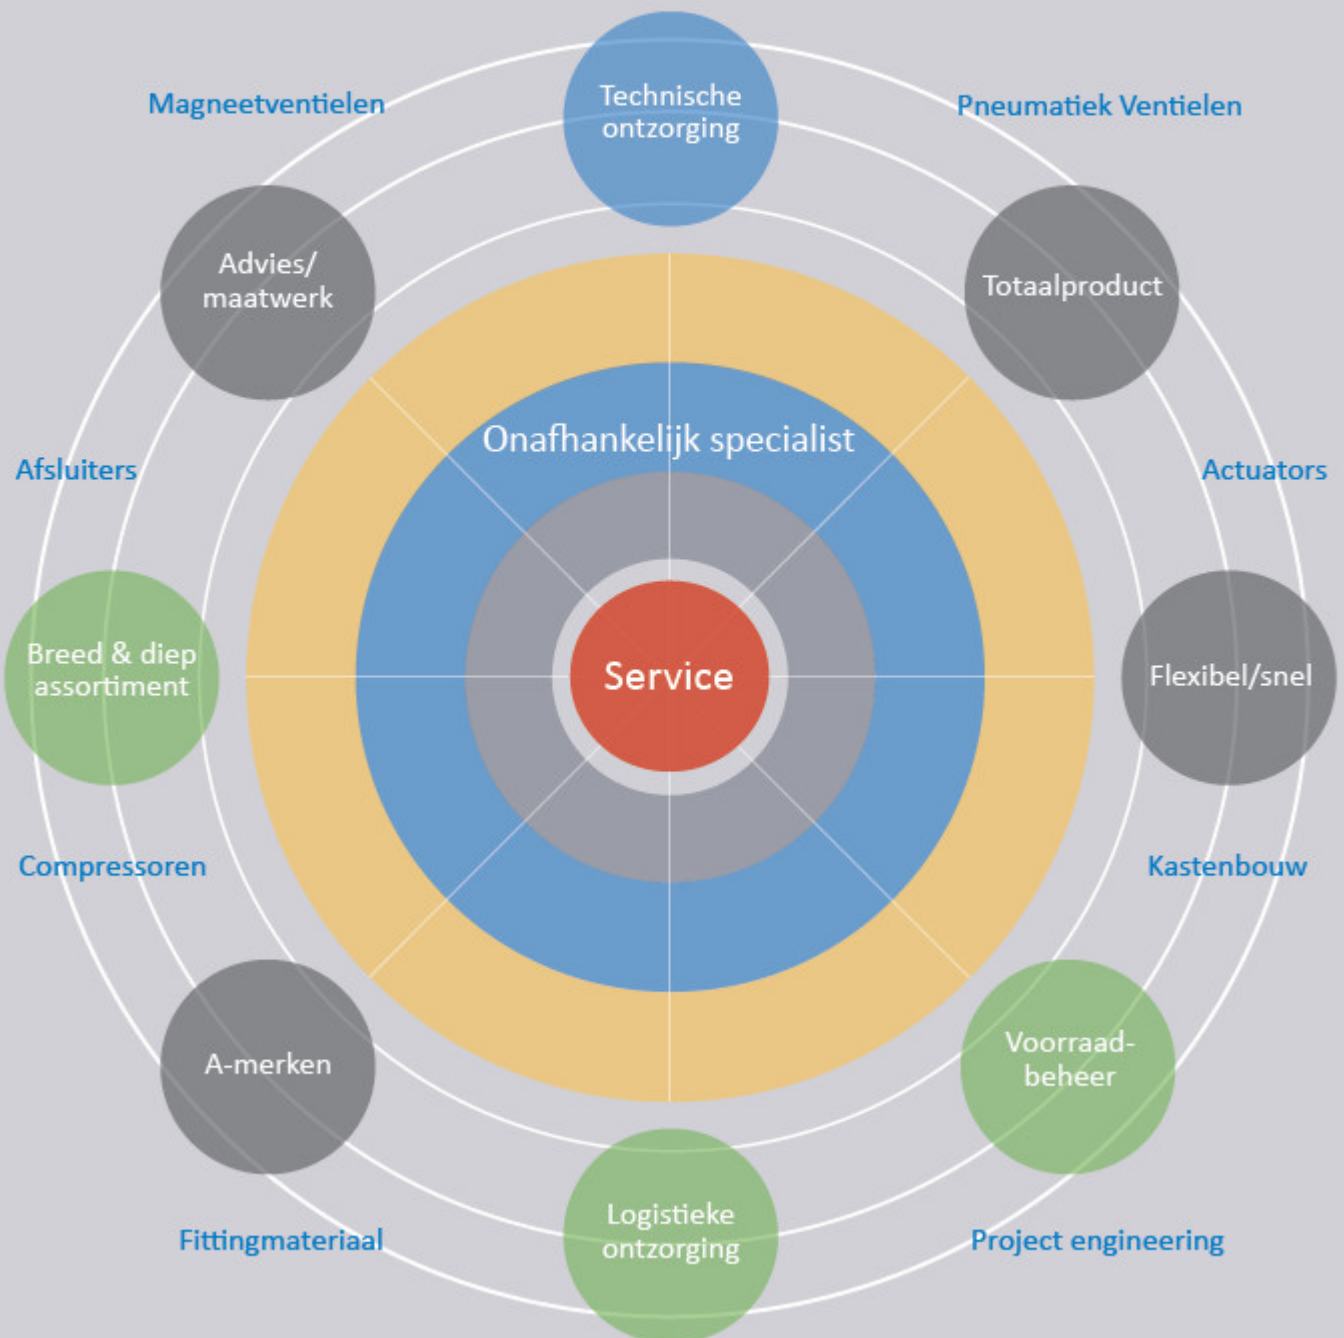 Technische
ontzorging
Magneetventielen
Pneumatiek Ventielen
Advies/
maatwerk
Totaalproduct
Onafhankelijk specialist
Afsluiters
Actuators
Breed & diep
assortiment
Service
Flexibel/snel
Compressoren
Kastenbouw
A-merken
Voorraad-
beheer
Logistieke
ontzorging
Fittingmateriaal
Project engineering